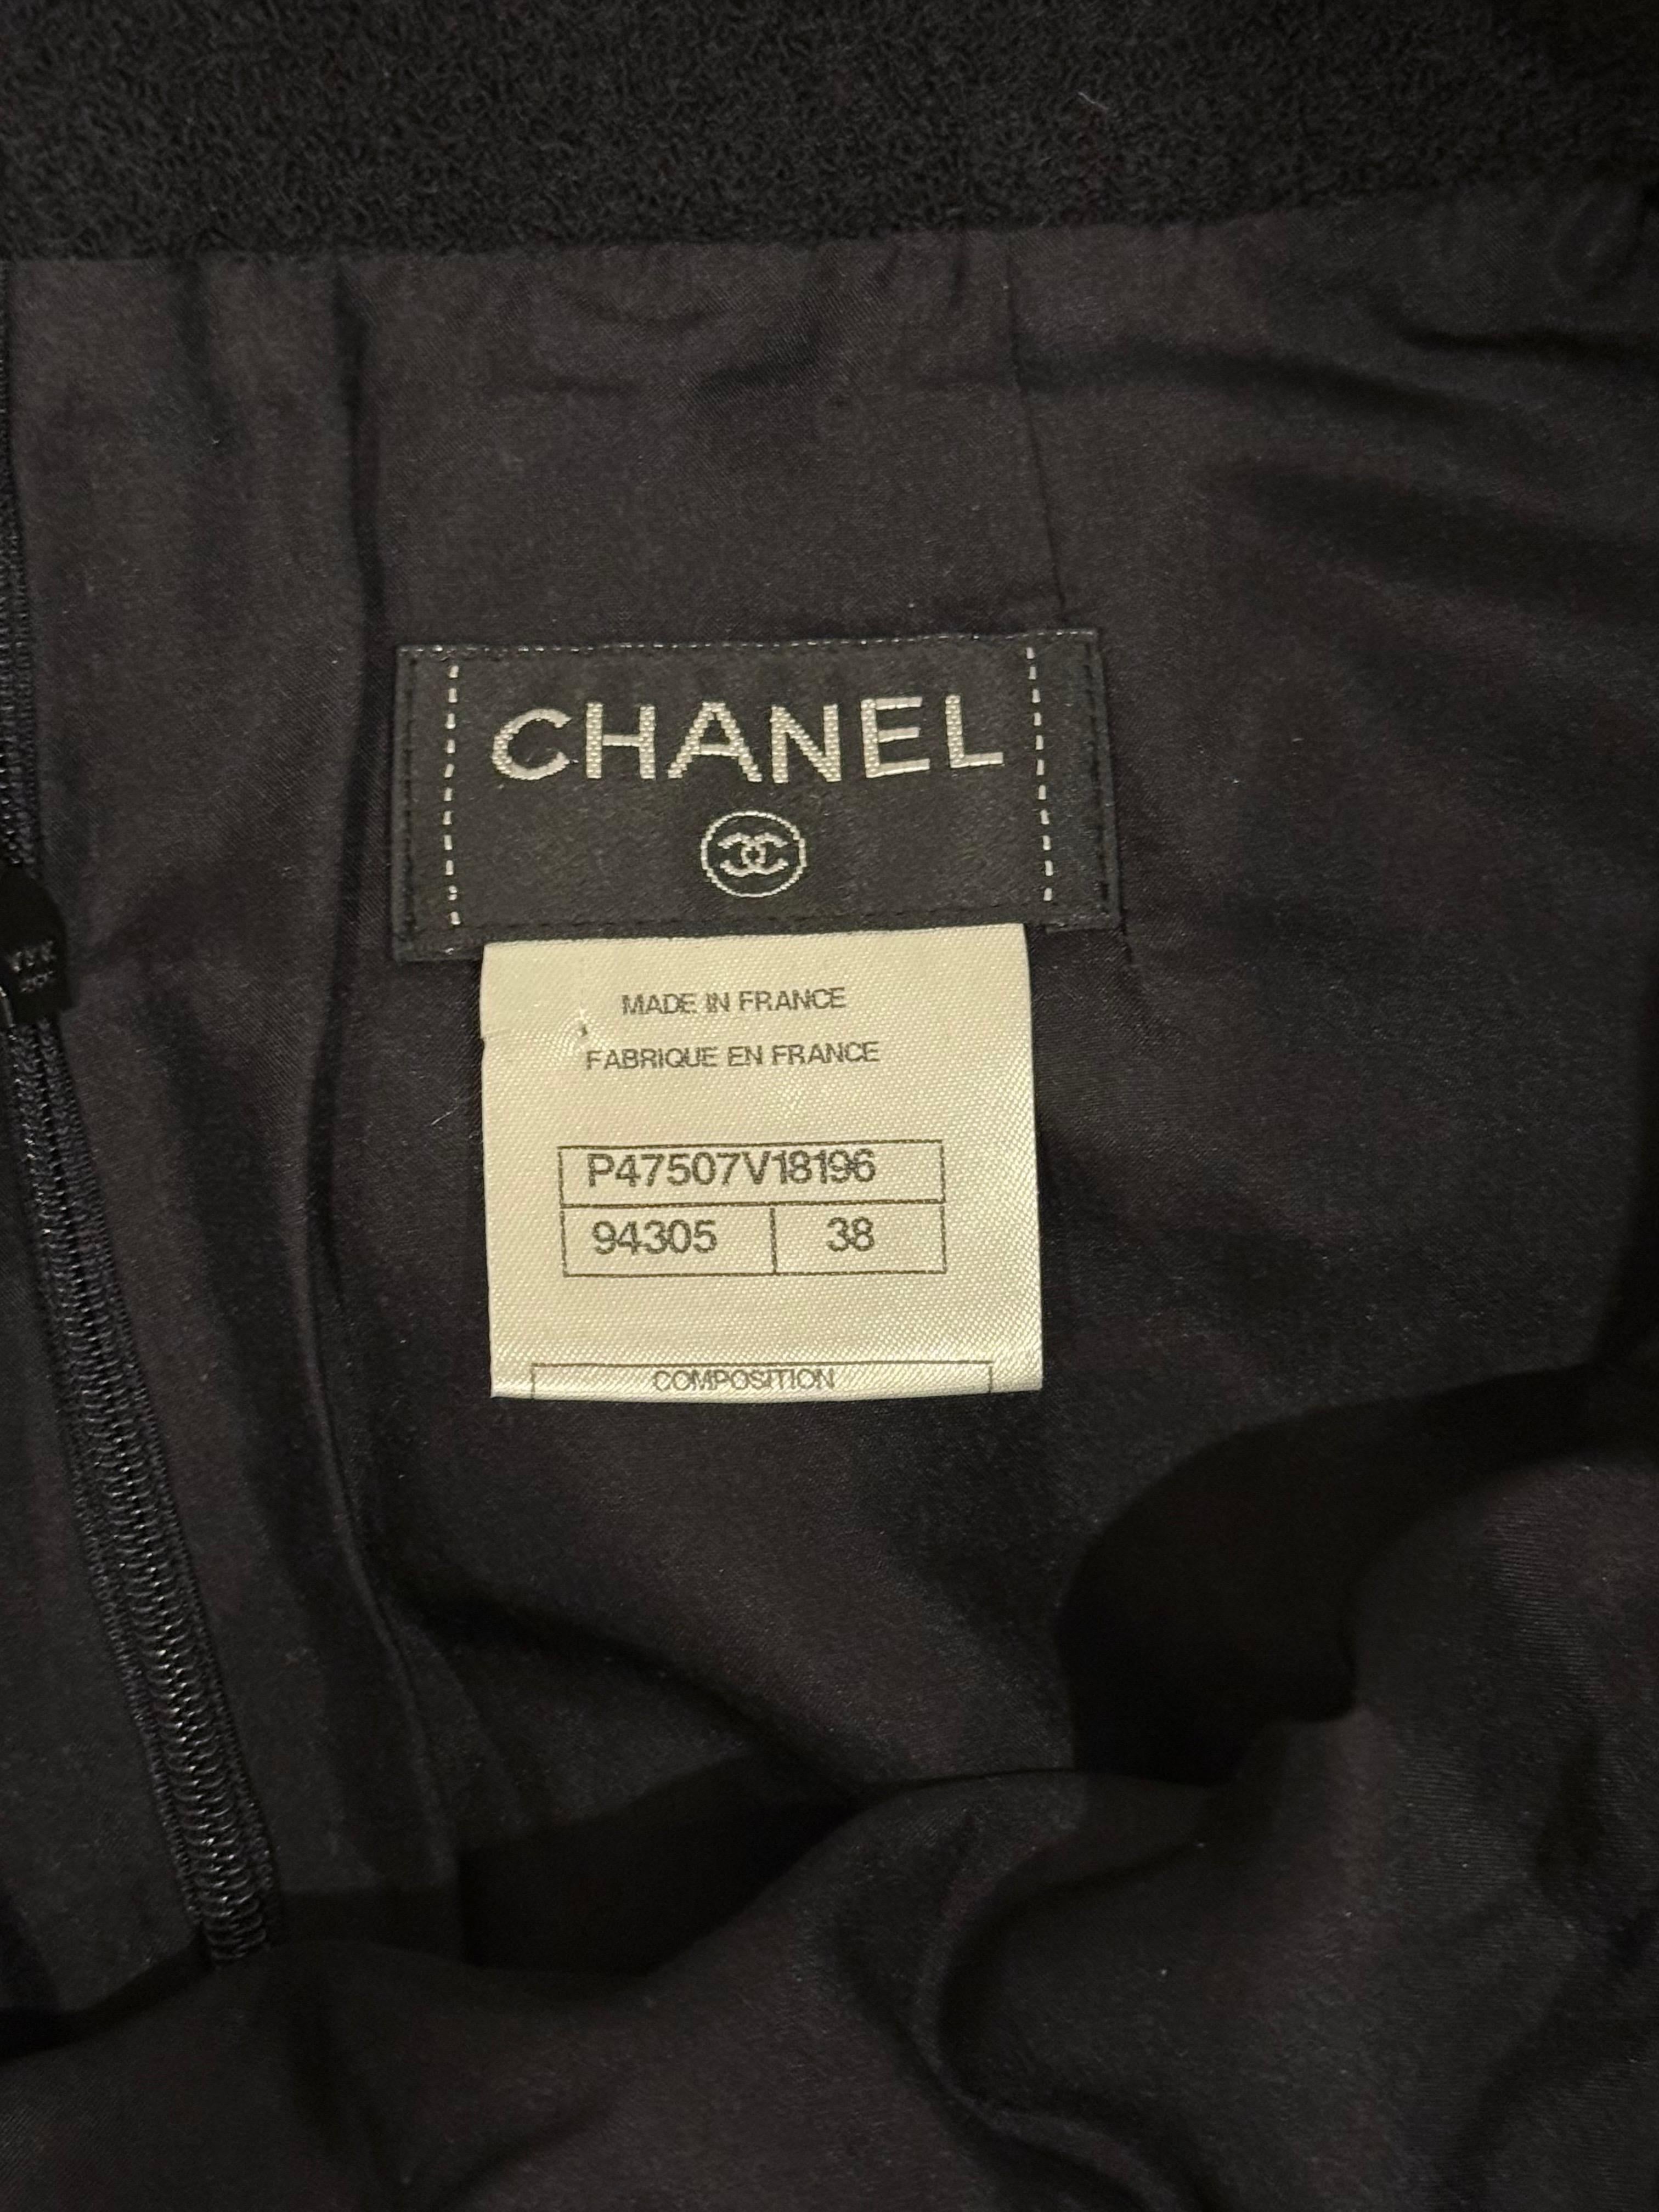 CHANEL
MADE IN FRANCE
FABRIQUE EN FRANCE
P47507V18196
94305 38
COMPOSITION